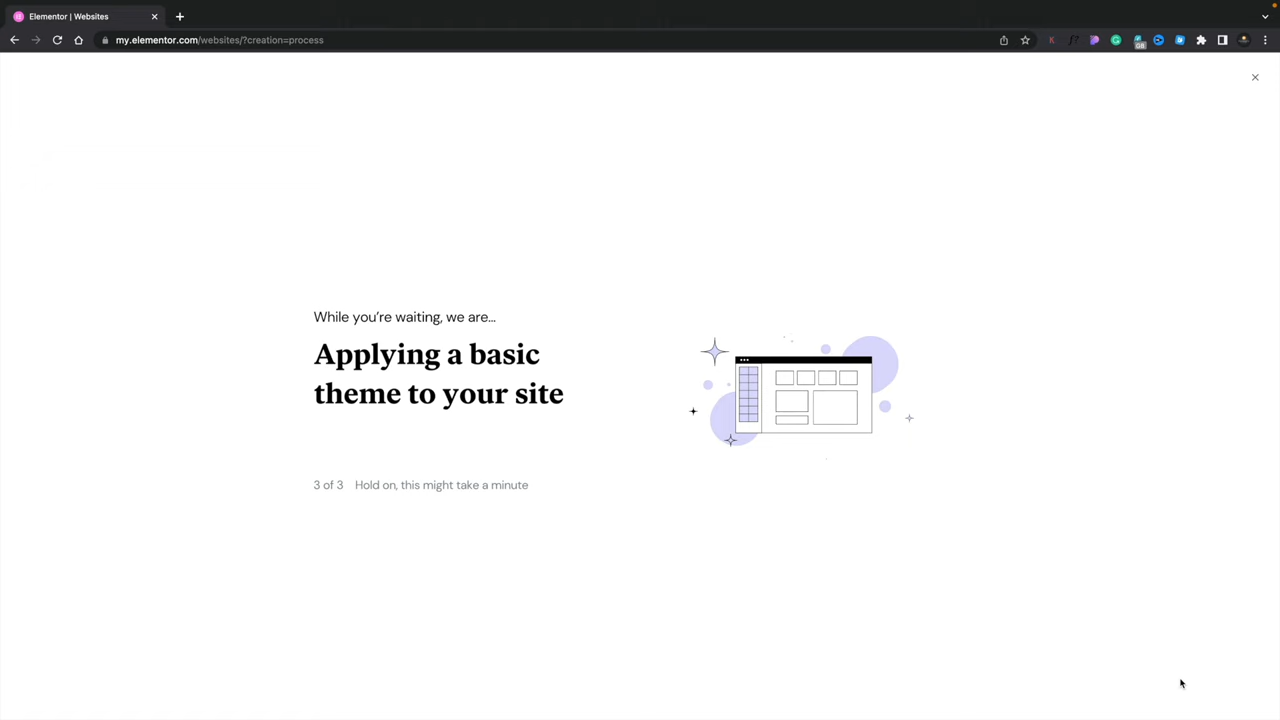 Elementor | Websites
my.elementor.com/websites/?creation=process
GB
While you're waiting, we are...
Applying a basic
theme to your site
3 of 3 Hold on, this might take a minute